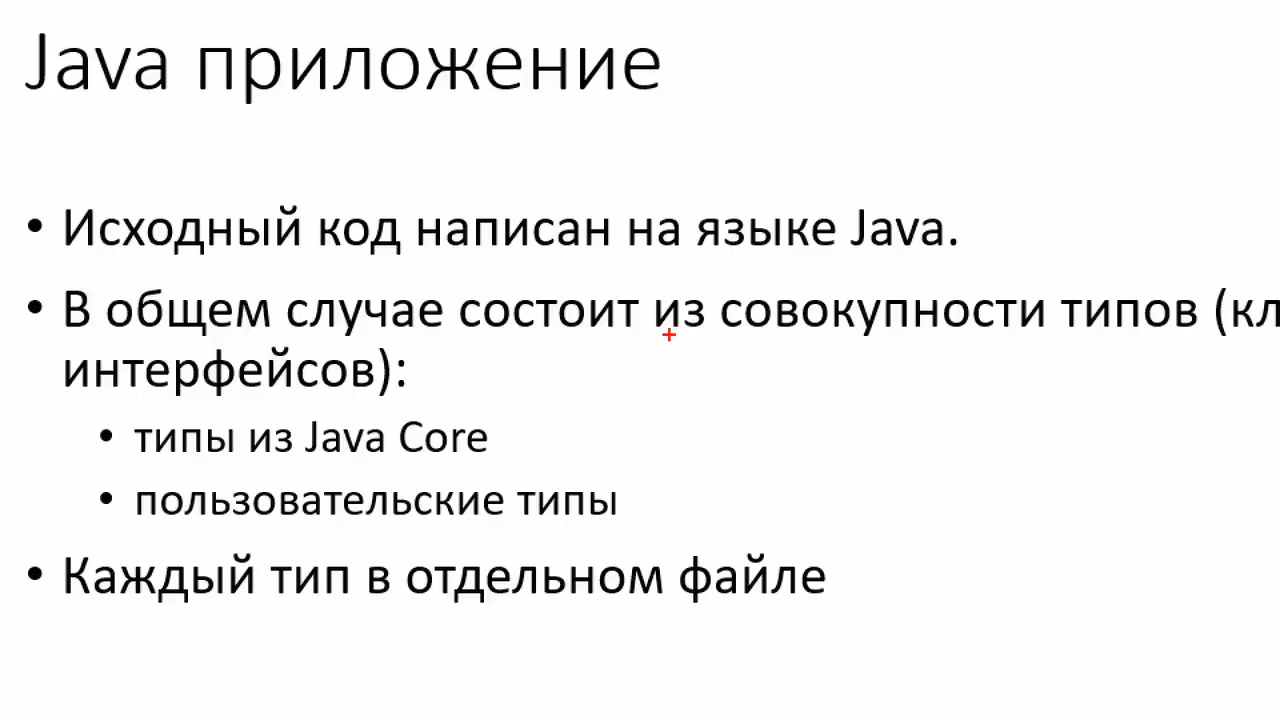 Java приложение
• Исходный код написан на языке Java.
• В общем случае состоит из совокупности типов (кл
интерфейсов):
• типы из Java Core
• пользовательские типы
• Каждый тип в отдельном файле